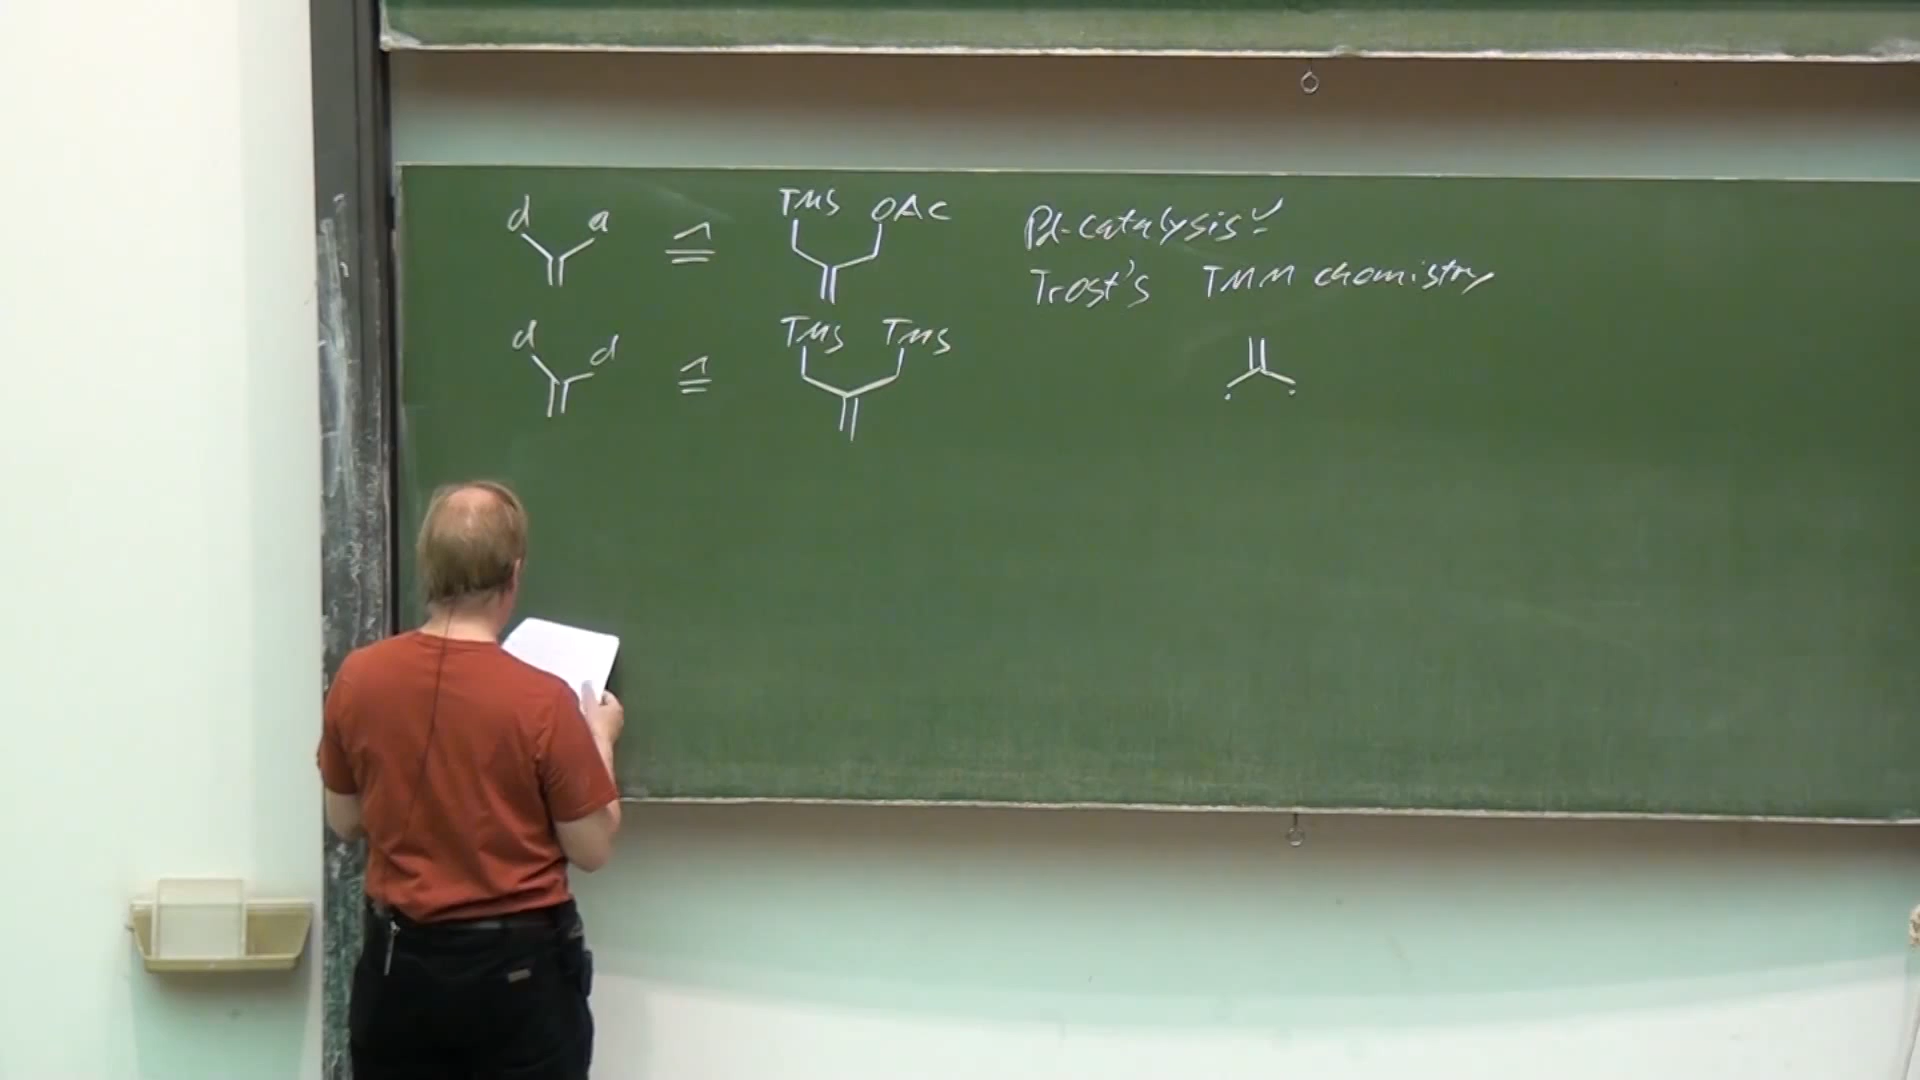 d a ≙ TMS OAc Pd-catalysis!
Trost's TMM chemistry
d d ≙ TMS TMS